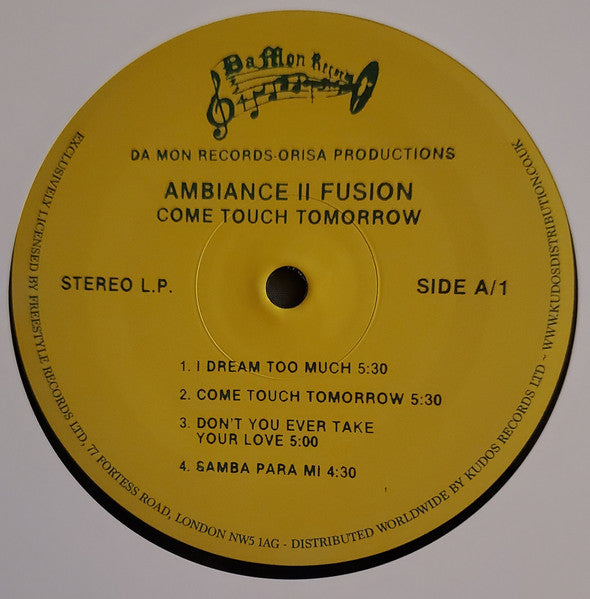 Da Mon Records
DA MON RECORDS-ORISA PRODUCTIONS
AMBIANCE II FUSION
COME TOUCH TOMORROW
STEREO L.P.
SIDE A/1
1. I DREAM TOO MUCH 5:30
2. COME TOUCH TOMORROW 5:30
3. DON'T YOU EVER TAKE
YOUR LOVE 5:00
4. SAMBA PARA MI 4:30
EXCLUSIVELY LICENSED BY FREESTYLE RECORDS LTD, 77 FORTESS ROAD, LONDON NW5 1AG - DISTRIBUTED WORLDWIDE BY KUDOS RECORDS LTD ~ WWW.KUDOSDISTRIBUTION.CO.UK